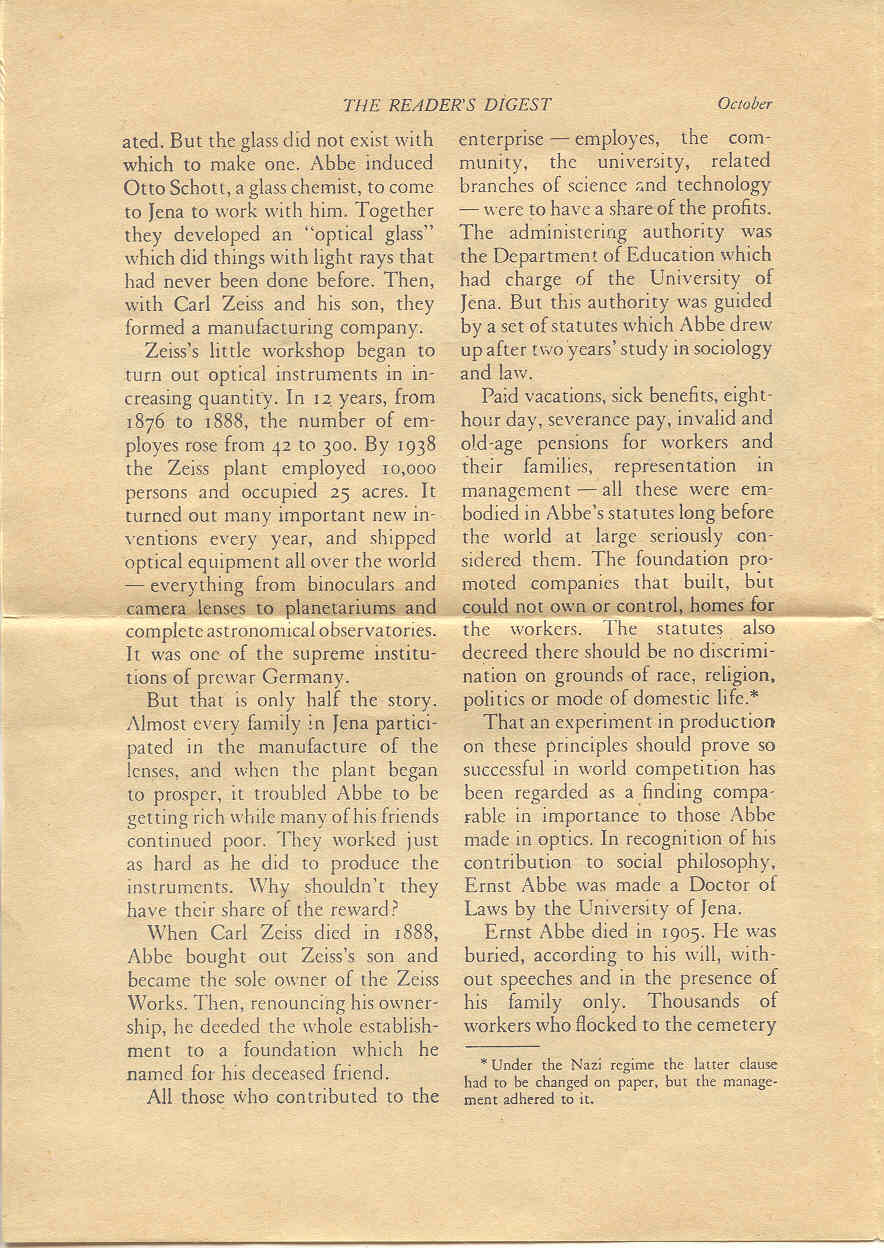 THE READER'S DIGEST
October
ated. But the glass did not exist with
which to make one. Abbe induced
Otto Schott, a glass chemist, to come
to Jena to work with him. Together
they developed an “optical glass”
which did things with light rays that
had never been done before. Then,
with Carl Zeiss and his son, they
formed a manufacturing company.
Zeiss's little workshop began to
turn out optical instruments in in-
creasing quantity. In 12 years, from
1876 to 1888, the number of em-
ployes rose from 42 to 300. By 1938
the Zeiss plant employed 10,000
persons and occupied 25 acres. It
turned out many important new in-
ventions every year, and shipped
optical equipment all over the world
— everything from binoculars and
camera lenses to planetariums and
complete astronomical observatories.
It was one of the supreme institu-
tions of prewar Germany.
But that is only half the story.
Almost every family in Jena partici-
pated in the manufacture of the
lenses, and when the plant began
to prosper, it troubled Abbe to be
getting rich while many of his friends
continued poor. They worked just
as hard as he did to produce the
instruments. Why shouldn't they
have their share of the reward?
When Carl Zeiss died in 1888,
Abbe bought out Zeiss's son and
became the sole owner of the Zeiss
Works. Then, renouncing his owner-
ship, he deeded the whole establish-
ment to a foundation which he
named for his deceased friend.
All those who contributed to the
enterprise — employes, the com-
munity, the university, related
branches of science and technology
— were to have a share of the profits.
The administering authority was
the Department of Education which
had charge of the University of
Jena. But this authority was guided
by a set of statutes which Abbe drew
up after two years' study in sociology
and law.
Paid vacations, sick benefits, eight-
hour day, severance pay, invalid and
old-age pensions for workers and
their families, representation in
management — all these were em-
bodied in Abbe's statutes long before
the world at large seriously con-
sidered them. The foundation pro-
moted companies that built, but
could not own or control, homes for
the workers. The statutes also
decreed there should be no discrimi-
nation on grounds of race, religion,
politics or mode of domestic life.*
That an experiment in production
on these principles should prove so
successful in world competition has
been regarded as a finding compa-
rable in importance to those Abbe
made in optics. In recognition of his
contribution to social philosophy,
Ernst Abbe was made a Doctor of
Laws by the University of Jena.
Ernst Abbe died in 1905. He was
buried, according to his will, with-
out speeches and in the presence of
his family only. Thousands of
workers who flocked to the cemetery
* Under the Nazi regime the latter clause
had to be changed on paper, but the manage-
ment adhered to it.